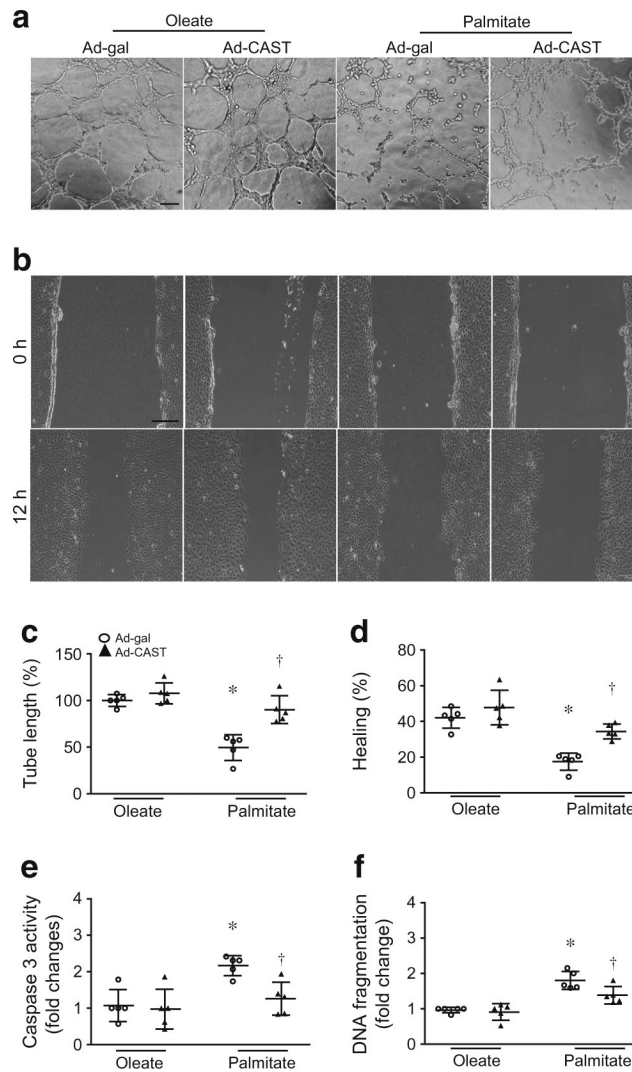 a
Oleate Palmitate
Ad-gal Ad-CAST Ad-gal Ad-CAST
b
0 h
12 h
c
Ad-gal
Ad-CAST
Tube length (%)
150
100
50
0
*
†
Oleate Palmitate
d
Healing (%)
80
60
40
20
0
*
†
Oleate Palmitate
e
Caspase 3 activity
(fold changes)
4
3
2
1
0
*
†
Oleate Palmitate
f
DNA fragmentation
(fold change)
4
3
2
1
0
*
†
Oleate Palmitate